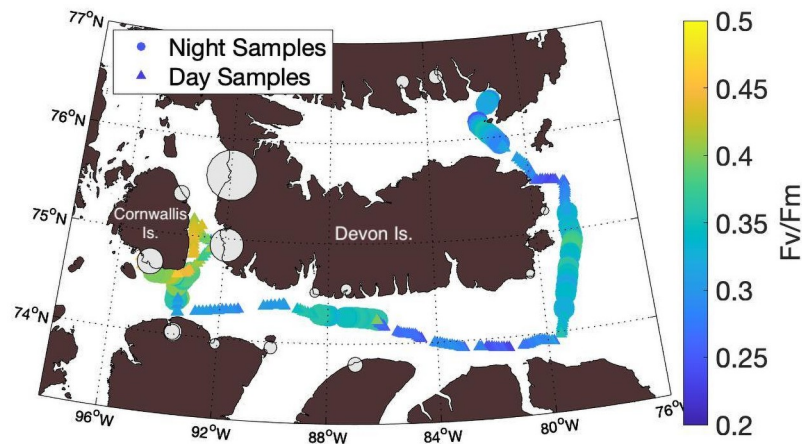 77°N
76°N
75°N
74°N
Night Samples
Day Samples
Cornwallis
Is.
Devon Is.
96°W
92°W
88°W
84°W
80°W
76°W
0.5
0.45
0.4
0.35
0.3
0.25
0.2
Fv/Fm